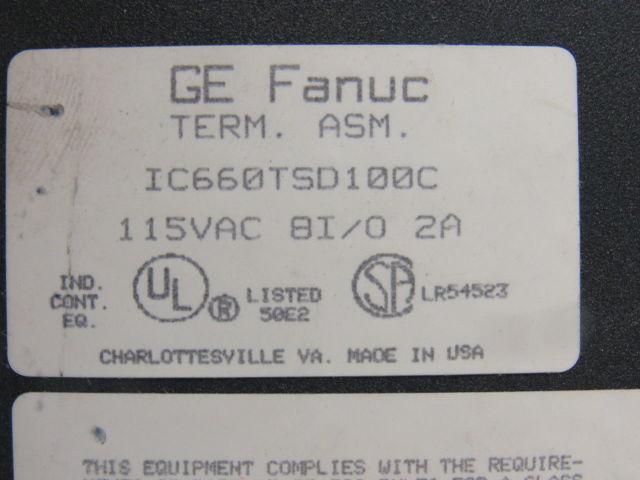 GE Fanuc
TERM. ASM.
IC660TSD100C
115VAC 8I/O 2A
IND.
CONT.
EQ.
UL ®
LISTED
50E2
SA
LR54523
CHARLOTTESVILLE VA. MADE IN USA
THIS EQUIPMENT COMPLIES WITH THE REQUIRE-